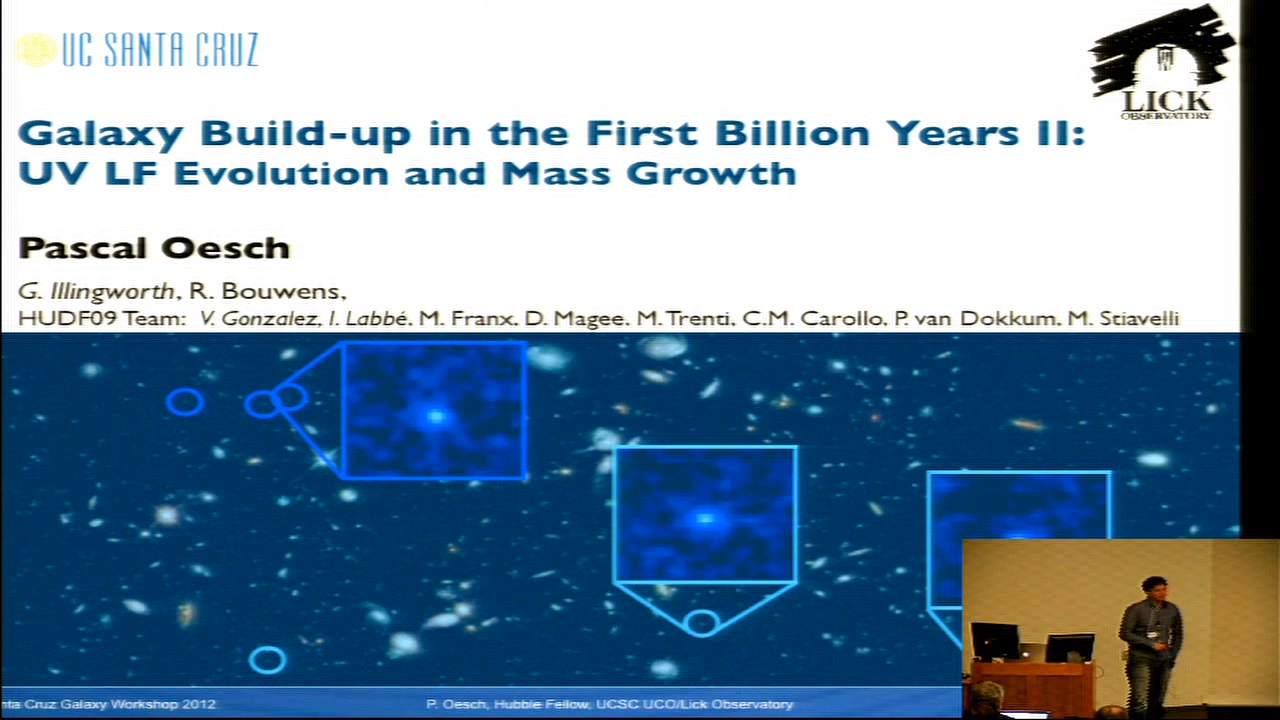 UC SANTA CRUZ
LICK
OBSERVATORY
Galaxy Build-up in the First Billion Years II:
UV LF Evolution and Mass Growth
Pascal Oesch
G. Illingworth, R. Bouwens,
HUDF09 Team: V. Gonzalez, I. Labbé, M. Franx, D. Magee, M. Trenti, C.M. Carollo, P. van Dokkum, M. Stiavelli
nta Cruz Galaxy Workshop 2012
P. Oesch, Hubble Fellow, UCSC UCO/Lick Observatory